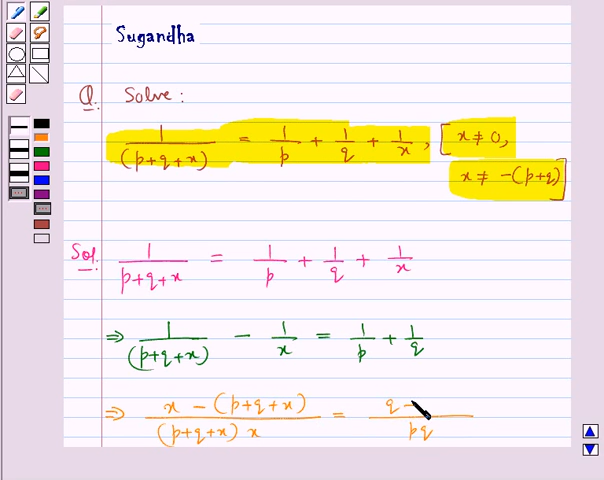 Sugandha
Q. Solve:
1/(p+q+x) = 1/p + 1/q + 1/x, [x ≠ 0,
x ≠ -(p+q)]
Sol. 1/p+q+x = 1/p + 1/q + 1/x
⇒ 1/(p+q+x) - 1/x = 1/p + 1/q
⇒ x - (p+q+x)/(p+q+x) x = q -/pq